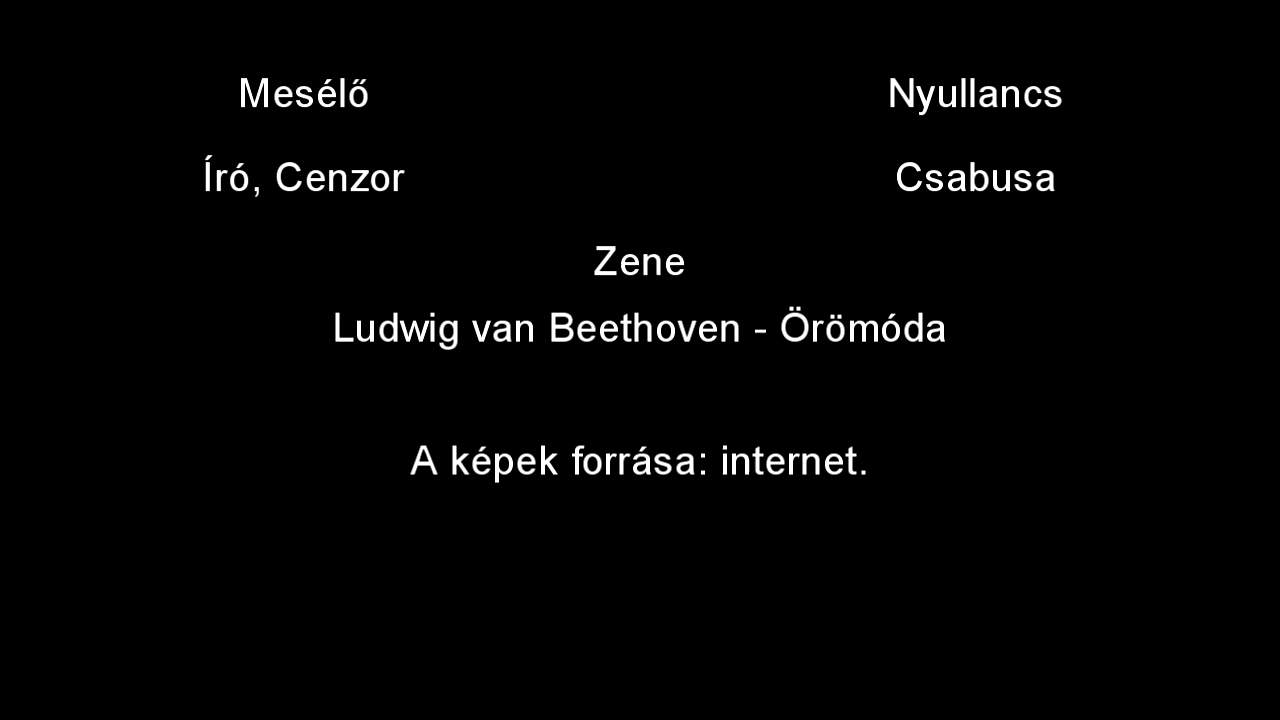 Mesélő Nyullancs
Író, Cenzor Csabusa
Zene
Ludwig van Beethoven - Örömóda
A képek forrása: internet.